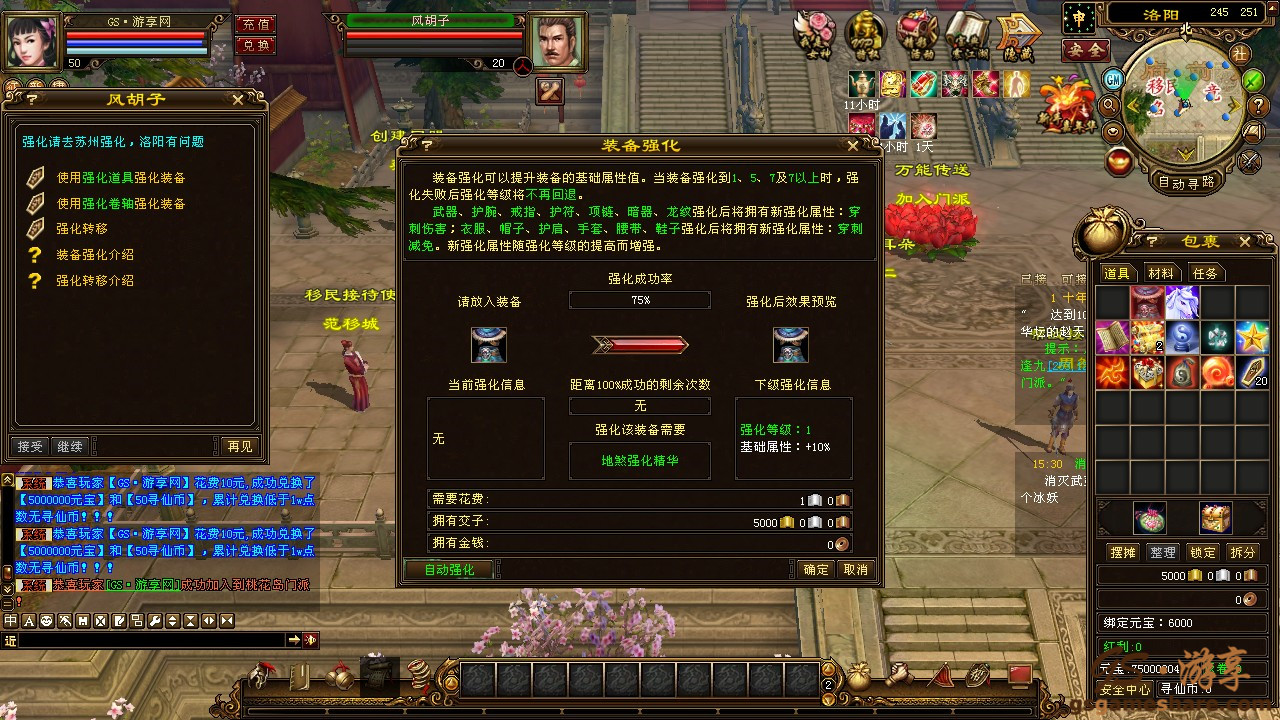 GS·游享网
50
充值
兑换
风胡子
20
隐藏
申
洛阳
245 251
北
安全
GM
社
自动寻路
11小时
1天
风胡子
强化请去苏州强化，洛阳有问题
使用强化道具强化装备
使用强化卷轴强化装备
强化转移
装备强化介绍
强化转移介绍
接受
继续
再见
万能传送
加入门派
移民接待使
范移城
装备强化
装备强化可以提升装备的基础属性值。当装备强化到1、5、7及7以上时，强
化失败后强化等级将不再回退。
武器、护腕、戒指、护符、项链、暗器、龙纹强化后将拥有新强化属性：穿
刺伤害；衣服、帽子、护肩、手套、腰带、鞋子强化后将拥有新强化属性：穿刺
减免。新强化属性随强化等级的提高而增强。
强化成功率
请放入装备
75%
强化后效果预览
当前强化信息
距离100%成功的剩余次数
下级强化信息
无
无
强化该装备需要
地煞强化精华
强化等级：1
基础属性：+10%
需要花费:
1 0
拥有交子:
5000 0 0
拥有金钱:
0
自动强化
确定
取消
包裹
道具
材料
任务
2
20
摆摊
整理
锁定
拆分
5000 0 0
0
绑定元宝：6000
红利:0
安全中心
寻仙币:0
15:30
恭喜玩家【GS·游享网】花费10元,成功兑换了
【5000000元宝】和【50寻仙币】，累计兑换低于1w点
数无寻仙币！！！
恭喜玩家【GS·游享网】花费10元,成功兑换了
【5000000元宝】和【50寻仙币】，累计兑换低于1w点
数无寻仙币！！！
恭喜玩家[GS·游享网]成功加入到桃花岛门派
！
近
2
游享